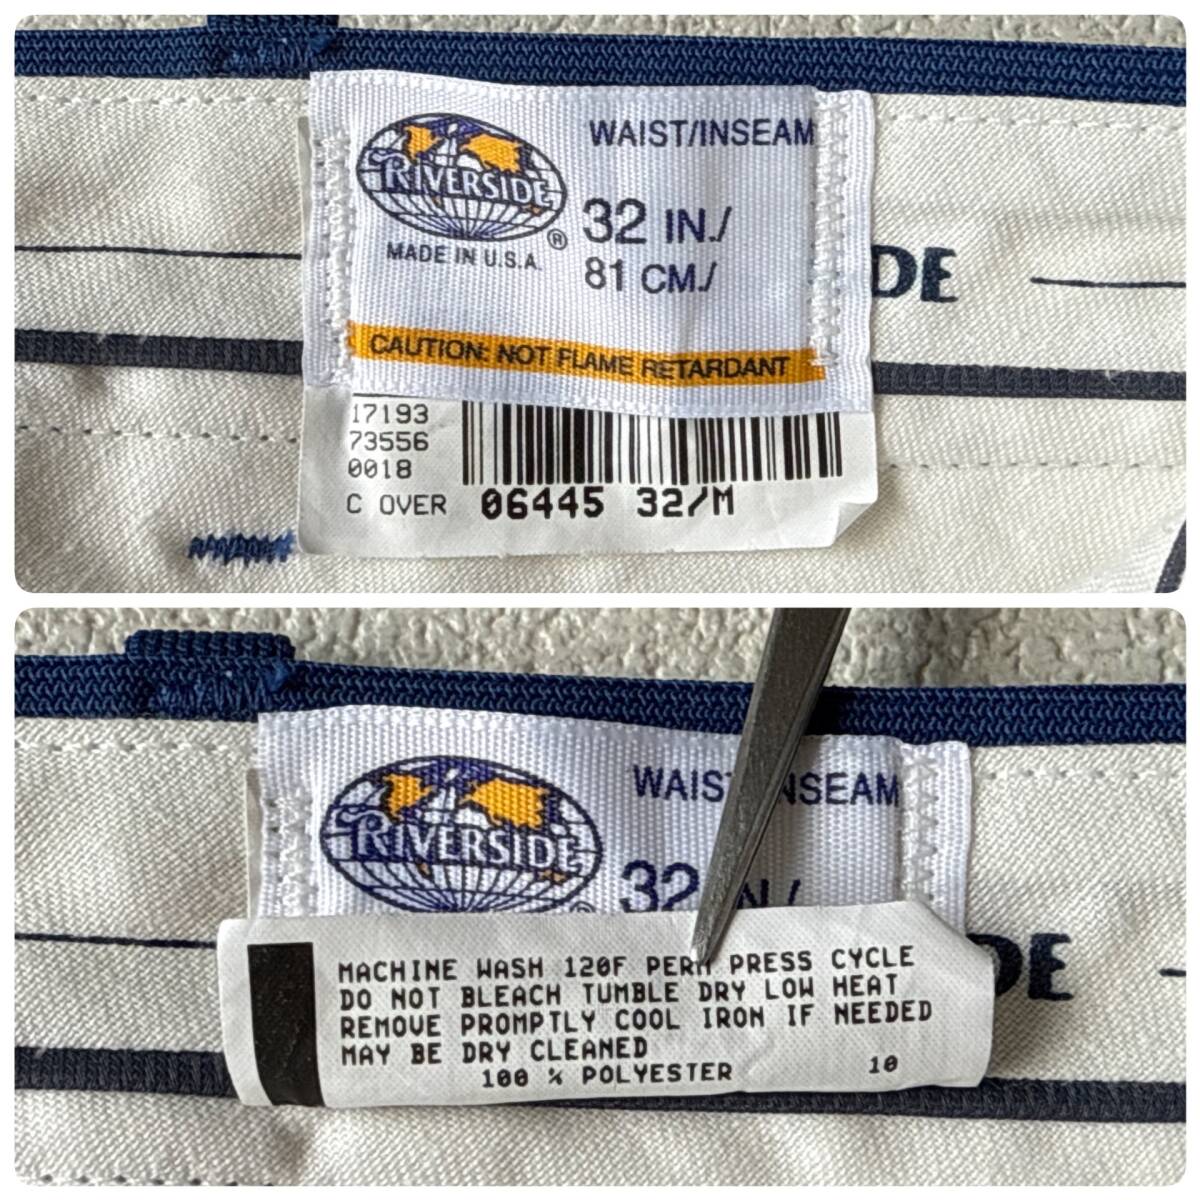 RIVERSIDE
®
MADE IN U.S.A.
WAIST/INSEAM
32 IN./
81 CM./
CAUTION: NOT FLAME RETARDANT
DE
17193
73556
0018
C OVER 06445 32/M
RIVERSIDE
®
WAIST/INSEAM
32 IN./
DE
MACHINE WASH 120F PERM PRESS CYCLE
DO NOT BLEACH TUMBLE DRY LOW HEAT
REMOVE PROMPTLY COOL IRON IF NEEDED
MAY BE DRY CLEANED
100 % POLYESTER 10